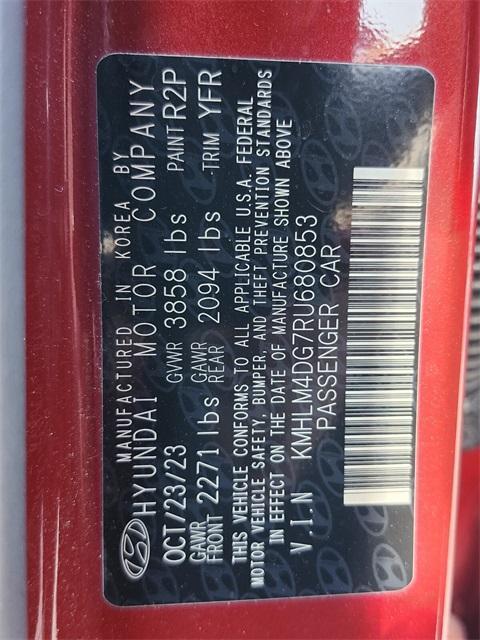 MANUFACTURED IN KOREA BY
HYUNDAI MOTOR COMPANY
OCT/23/23 GVWR 3858 lbs PAINT R2P
GAWR FRONT 2271 lbs GAWR REAR 2094 lbs TRIM YFR
THIS VEHICLE CONFORMS TO ALL APPLICABLE U.S.A. FEDERAL
MOTOR VEHICLE SAFETY, BUMPER, AND THEFT PREVENTION STANDARDS
IN EFFECT ON THE DATE OF MANUFACTURE SHOWN ABOVE
V.I.N KMHLM4DG7RU680853
PASSENGER CAR